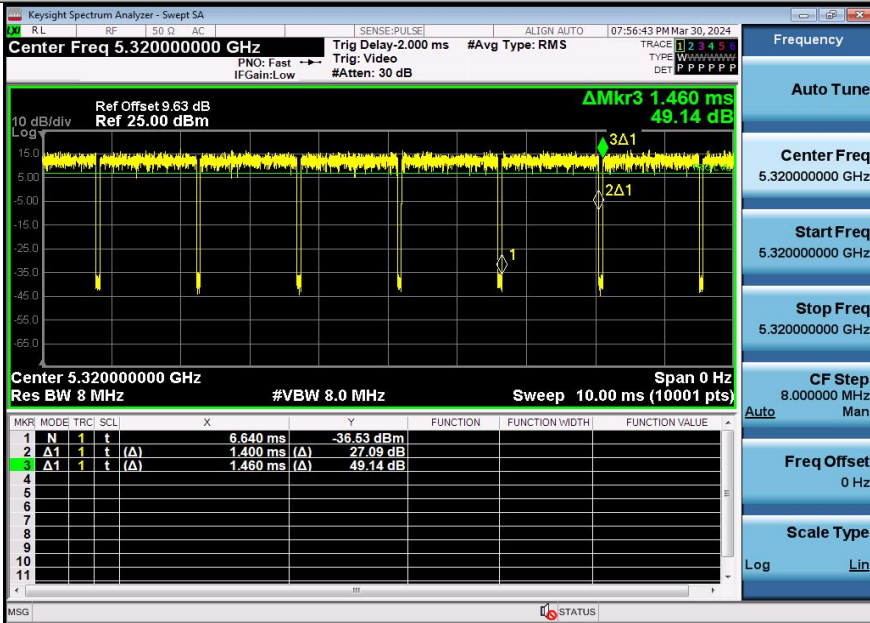 Keysight Spectrum Analyzer - Swept SA
LXI RL RF 50 Ω AC SENSE:PULSE ALIGN AUTO 07:56:43 PM Mar 30, 2024
Center Freq 5.320000000 GHz
PNO: Fast
IFGain:Low
Trig Delay-2.000 ms
Trig: Video
#Atten: 30 dB
#Avg Type: RMS
TRACE 1 2 3 4 5 6
TYPE WWWWWW
DET P P P P P P
Ref Offset 9.63 dB
10 dB/div Ref 25.00 dBm
Log
ΔMkr3 1.460 ms
49.14 dB
15.0
5.00
-5.00
-15.0
-25.0
-35.0
-45.0
-55.0
-65.0
3Δ1
2Δ1
1
Center 5.320000000 GHz Span 0 Hz
Res BW 8 MHz #VBW 8.0 MHz Sweep 10.00 ms (10001 pts)
MKR MODE TRC SCL X Y FUNCTION FUNCTION WIDTH FUNCTION VALUE
1 N 1 t 6.640 ms -36.53 dBm
2 Δ1 1 t (Δ) 1.400 ms (Δ) 27.09 dB
3 Δ1 1 t (Δ) 1.460 ms (Δ) 49.14 dB
4
5
6
7
8
9
10
11
MSG STATUS
Frequency
Auto Tune
Center Freq
5.320000000 GHz
Start Freq
5.320000000 GHz
Stop Freq
5.320000000 GHz
CF Step
8.000000 MHz
Auto Man
Freq Offset
0 Hz
Scale Type
Log Lin